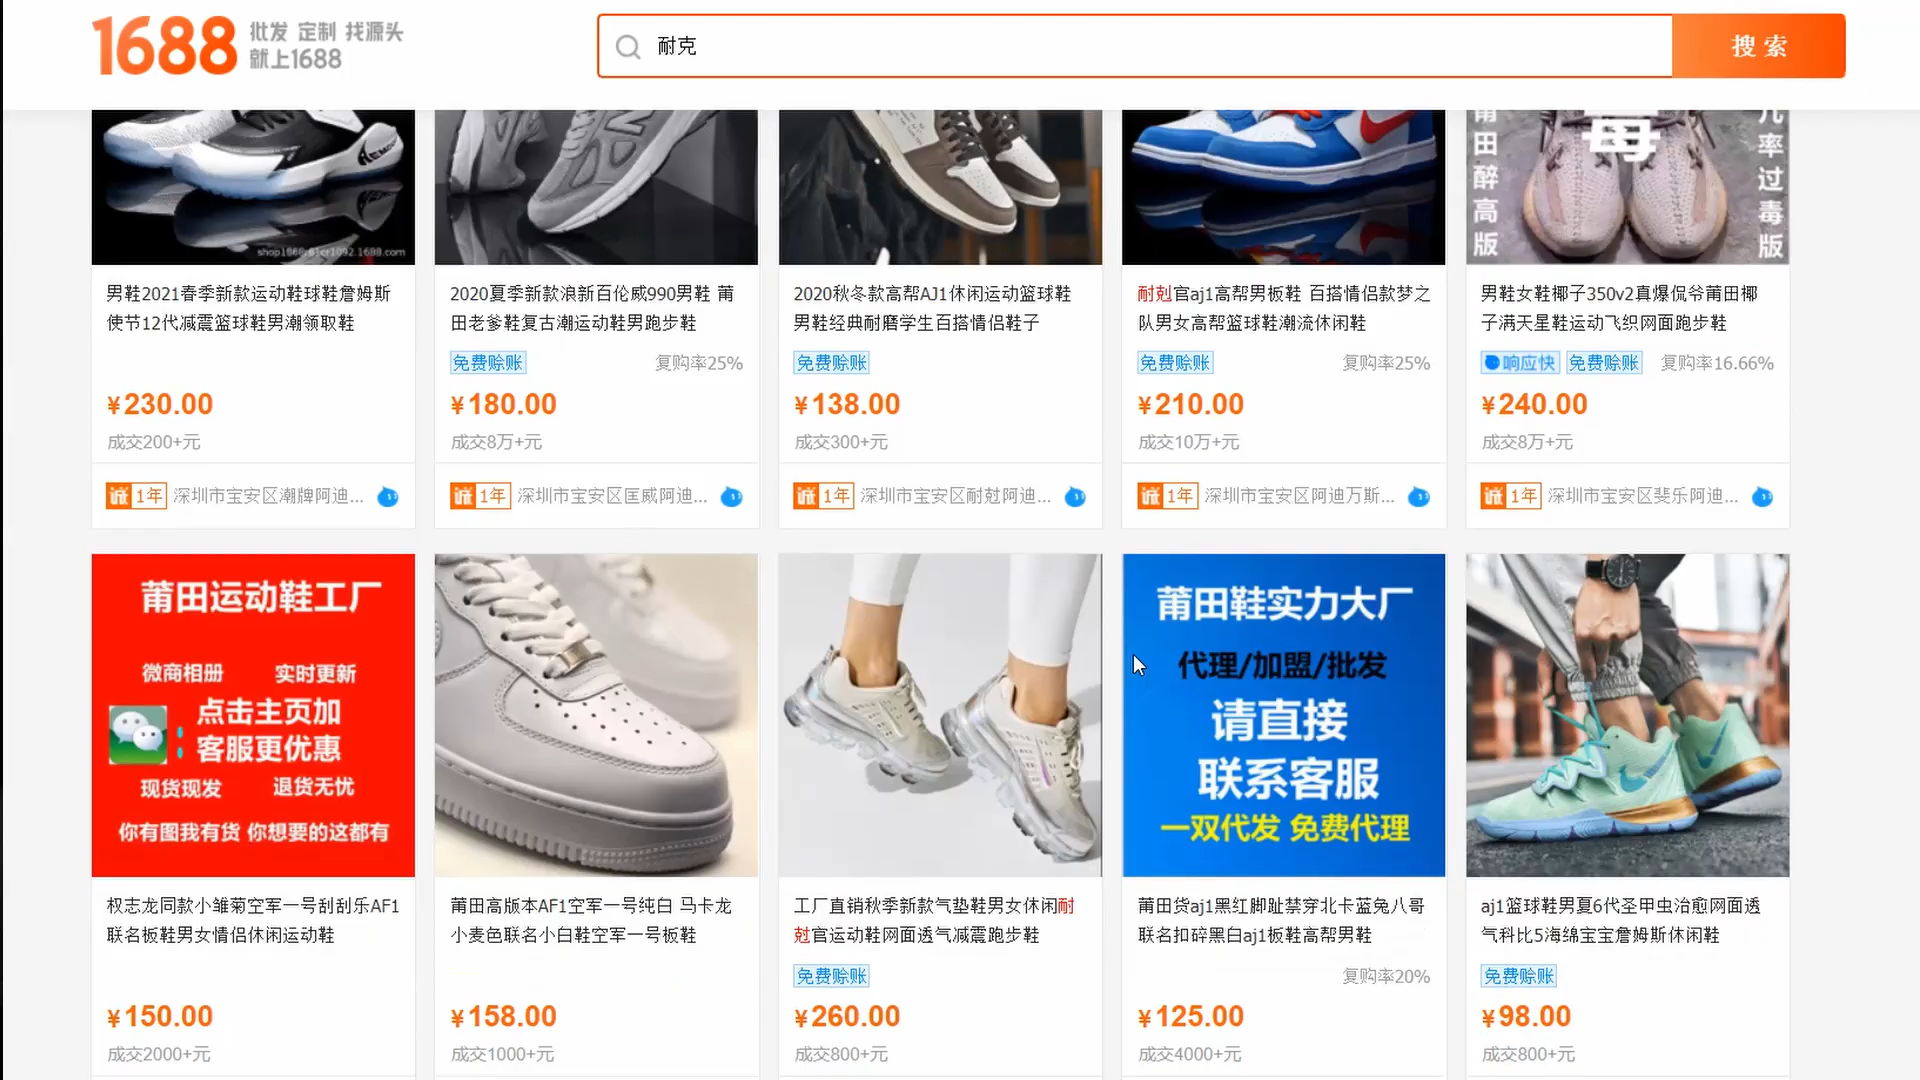 1688
批发 定制 找源头
就上1688
耐克
搜 索
莆田醉高版
毒
几率过毒版
男鞋2021春季新款运动鞋球鞋詹姆斯
使节12代减震篮球鞋男潮领取鞋
¥230.00
成交200+元
诚 1年 深圳市宝安区潮牌阿迪...
2020夏季新款浪新百伦威990男鞋 莆
田老爹鞋复古潮运动鞋男跑步鞋
免费赊账 复购率25%
¥180.00
成交8万+元
诚 1年 深圳市宝安区匡威阿迪...
2020秋冬款高帮AJ1休闲运动篮球鞋
男鞋经典耐磨学生百搭情侣鞋子
免费赊账
¥138.00
成交300+元
诚 1年 深圳市宝安区耐尅阿迪...
耐剋官aj1高帮男板鞋 百搭情侣款梦之
队男女高帮篮球鞋潮流休闲鞋
免费赊账 复购率25%
¥210.00
成交10万+元
诚 1年 深圳市宝安区阿迪万斯...
男鞋女鞋椰子350v2真爆侃爷莆田椰
子满天星鞋运动飞织网面跑步鞋
响应快 免费赊账 复购率16.66%
¥240.00
成交8万+元
诚 1年 深圳市宝安区斐乐阿迪...
莆田运动鞋工厂
微商相册 实时更新
点击主页加
客服更优惠
现货现发 退货无忧
你有图我有货 你想要的这都有
权志龙同款小雏菊空军一号刮刮乐AF1
联名板鞋男女情侣休闲运动鞋
¥150.00
成交2000+元
莆田高版本AF1空军一号纯白 马卡龙
小麦色联名小白鞋空军一号板鞋
¥158.00
成交1000+元
工厂直销秋季新款气垫鞋男女休闲耐
尅官运动鞋网面透气减震跑步鞋
免费赊账
¥260.00
成交800+元
莆田鞋实力大厂
代理/加盟/批发
请直接
联系客服
一双代发 免费代理
莆田货aj1黑红脚趾禁穿北卡蓝兔八哥
联名扣碎黑白aj1板鞋高帮男鞋
复购率20%
¥125.00
成交4000+元
aj1篮球鞋男夏6代圣甲虫治愈网面透
气科比5海绵宝宝詹姆斯休闲鞋
免费赊账
¥98.00
成交800+元